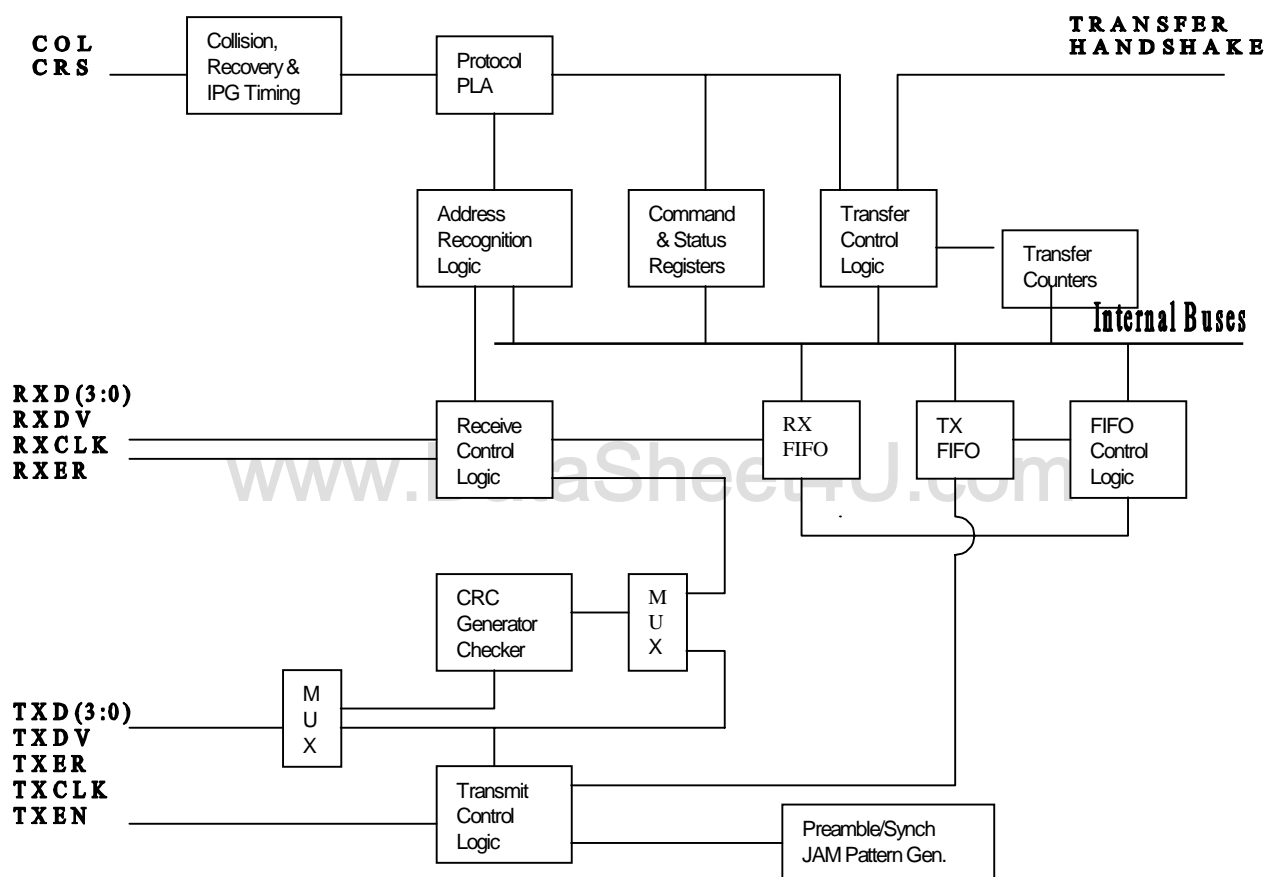 COL
CRS
Collision,
Recovery &
IPG Timing
Protocol
PLA
TRANSFER
HANDSHAKE
Address
Recognition
Logic
Command
& Status
Registers
Transfer
Control
Logic
Transfer
Counters
Internal Buses
RXD(3:0)
RXDV
RXCLK
RXER
Receive
Control
Logic
RX
FIFO
TX
FIFO
FIFO
Control
Logic
www.DataSheet4U.com
CRC
Generator
Checker
M
U
X
M
U
X
TXD(3:0)
TXDV
TXER
TXCLK
TXEN
Transmit
Control
Logic
Preamble/Synch
JAM Pattern Gen.